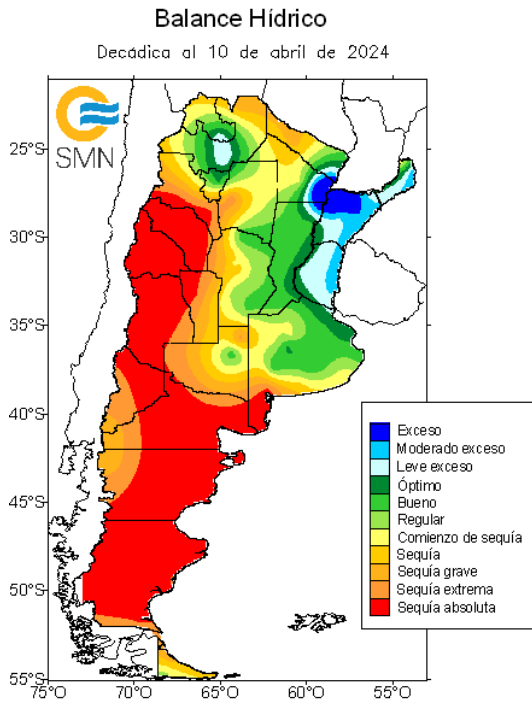 Balance Hídrico
Decádica al 10 de abril de 2024
SMN
25°S
30°S
35°S
40°S
45°S
50°S
55°S
75°O
70°O
65°O
60°O
55°O
Exceso
Moderado exceso
Leve exceso
Óptimo
Bueno
Regular
Comienzo de sequía
Sequía
Sequía grave
Sequía extrema
Sequía absoluta